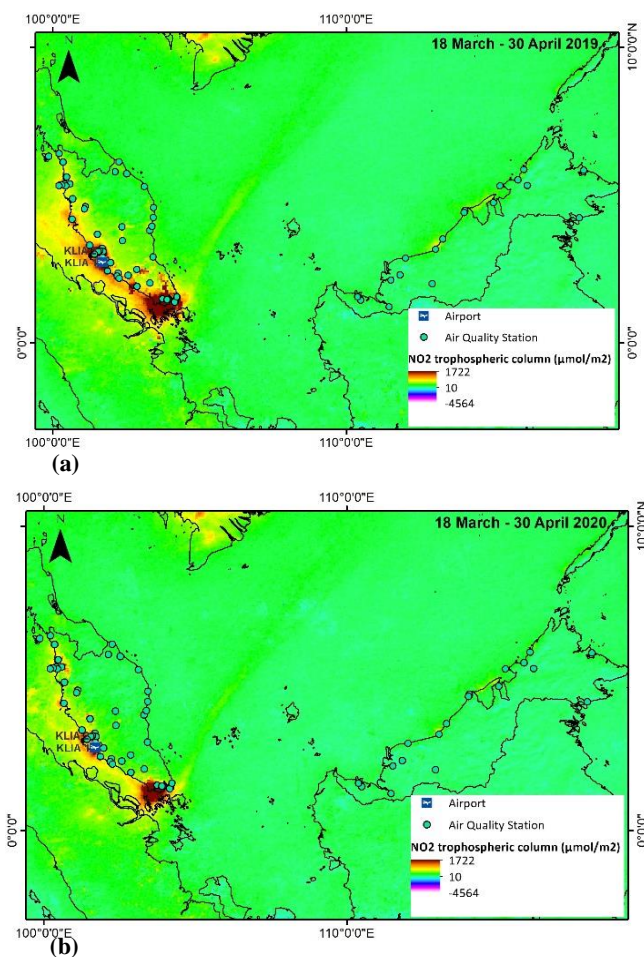 100°0'0"E
110°0'0"E
N
18 March - 30 April 2019
10°0'0"N
KLIA
KLIA
0°0'0"
0°0'0"
Airport
Air Quality Station
NO2 trophospheric column (µmol/m2)
1722
10
-4564
100°0'0"E
110°0'0"E
(a)
100°0'0"E
110°0'0"E
N
18 March - 30 April 2020
10°0'0"N
KLIA
KLIA
0°0'0"
0°0'0"
Airport
Air Quality Station
NO2 trophospheric column (µmol/m2)
1722
10
-4564
100°0'0"E
110°0'0"E
(b)